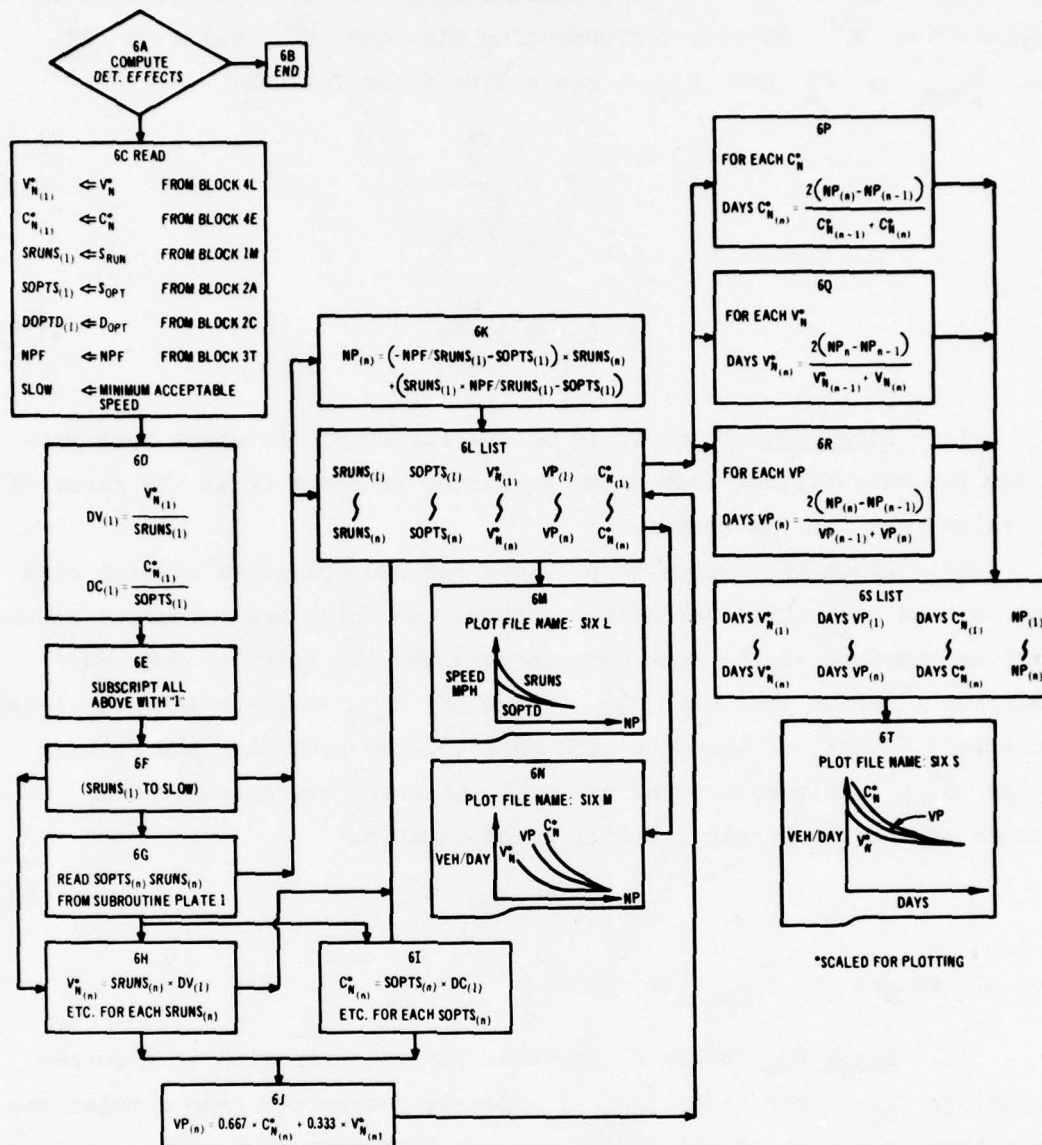 6A
COMPUTE
DET. EFFECTS
6B
END
6C READ
V*N(1) ⇐ V*N FROM BLOCK 4L
C*N(1) ⇐ C*N FROM BLOCK 4E
SRUNS(1) ⇐ SRUN FROM BLOCK 1M
SOPTS(1) ⇐ SOPT FROM BLOCK 2A
DOPTD(1) ⇐ DOPT FROM BLOCK 2C
NPF ⇐ NPF FROM BLOCK 3T
SLOW ⇐ MINIMUM ACCEPTABLE
SPEED
6D
DV(1) = V*N(1) / SRUNS(1)
DC(1) = C*N(1) / SOPTS(1)
6E
SUBSCRIPT ALL
ABOVE WITH "1"
6F
(SRUNS(1) TO SLOW)
6G
READ SOPTS(n) SRUNS(n)
FROM SUBROUTINE PLATE 1
6H
V*N(n) = SRUNS(n) × DV(1)
ETC. FOR EACH SRUNS(n)
6I
C*N(n) = SOPTS(n) × DC(1)
ETC. FOR EACH SOPTS(n)
6J
VP(n) = 0.667 × C*N(n) + 0.333 × V*N(n)
6K
NP(n) = (-NPF/SRUNS(1)-SOPTS(1)) × SRUNS(n)
+(SRUNS(1) × NPF/SRUNS(1)-SOPTS(1))
6L LIST
SRUNS(1) SOPTS(1) V*N(1) VP(1) C*N(1)
SRUNS(n) SOPTS(n) V*N(n) VP(n) C*N(n)
6M
PLOT FILE NAME: SIX L
SPEED
MPH
SRUNS
SOPTD
NP
6N
PLOT FILE NAME: SIX M
VEH/DAY
V*N
VP
C*N
NP
6P
FOR EACH C*N
DAYS C*N(n) = 2(NP(n)-NP(n-1)) / C*N(n-1) + C*N(n)
6Q
FOR EACH V*N
DAYS V*N(n) = 2(NPn-NPn-1) / V*N(n-1) + VN(n)
6R
FOR EACH VP
DAYS VP(n) = 2(NP(n)-NP(n-1)) / VP(n-1) + VP(n)
6S LIST
DAYS V*N(1) DAYS VP(1) DAYS C*N(1) NP(1)
DAYS V*N(n) DAYS VP(n) DAYS C*N(n) NP(n)
6T
PLOT FILE NAME: SIX S
VEH/DAY
C*N
VP
V*N
DAYS
*SCALED FOR PLOTTING